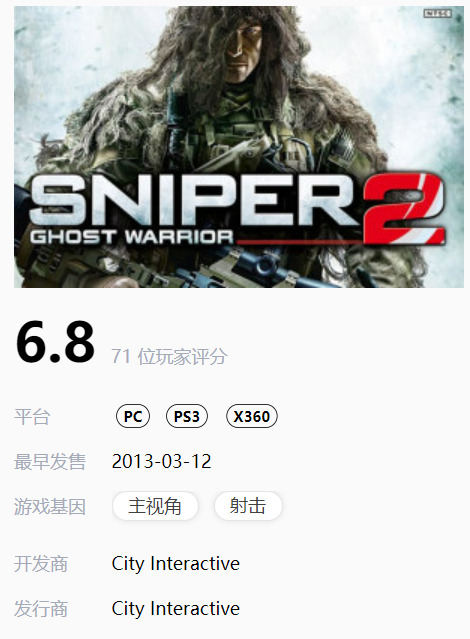 NTSC
SNIPER 2
GHOST WARRIOR
6.8 71 位玩家评分
平台 PC PS3 X360
最早发售 2013-03-12
游戏基因 主视角 射击
开发商 City Interactive
发行商 City Interactive